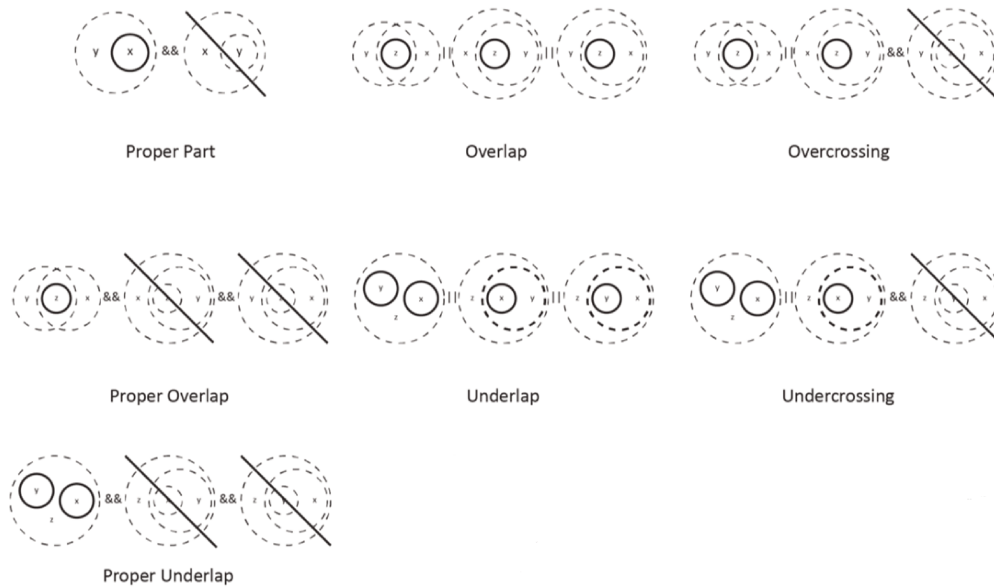 y x && x y
y z x || x z y || y z x
y z x || x z y && y x
Proper Part
Overlap
Overcrossing
y z x && x y && y x
y x z || z x y || z y x
y x z || z x y && z y x
Proper Overlap
Underlap
Undercrossing
y x z && z x y && z y x
Proper Underlap